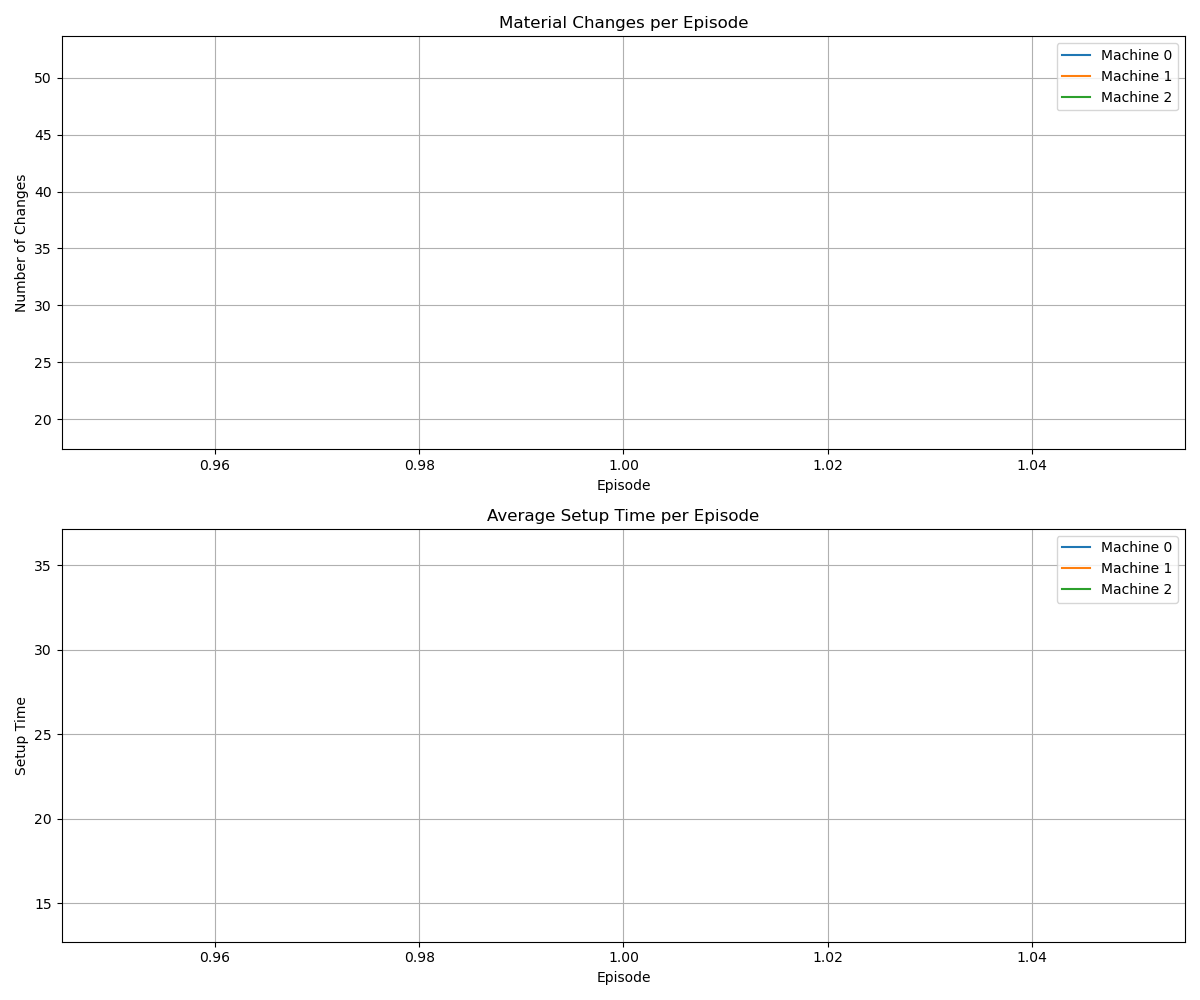 Material Changes per Episode
Machine 0
Machine 1
Machine 2
50
45
40
35
30
25
20
Number of Changes
0.96 0.98 1.00 1.02 1.04
Episode
Average Setup Time per Episode
Machine 0
Machine 1
Machine 2
35
30
25
20
15
Setup Time
0.96 0.98 1.00 1.02 1.04
Episode